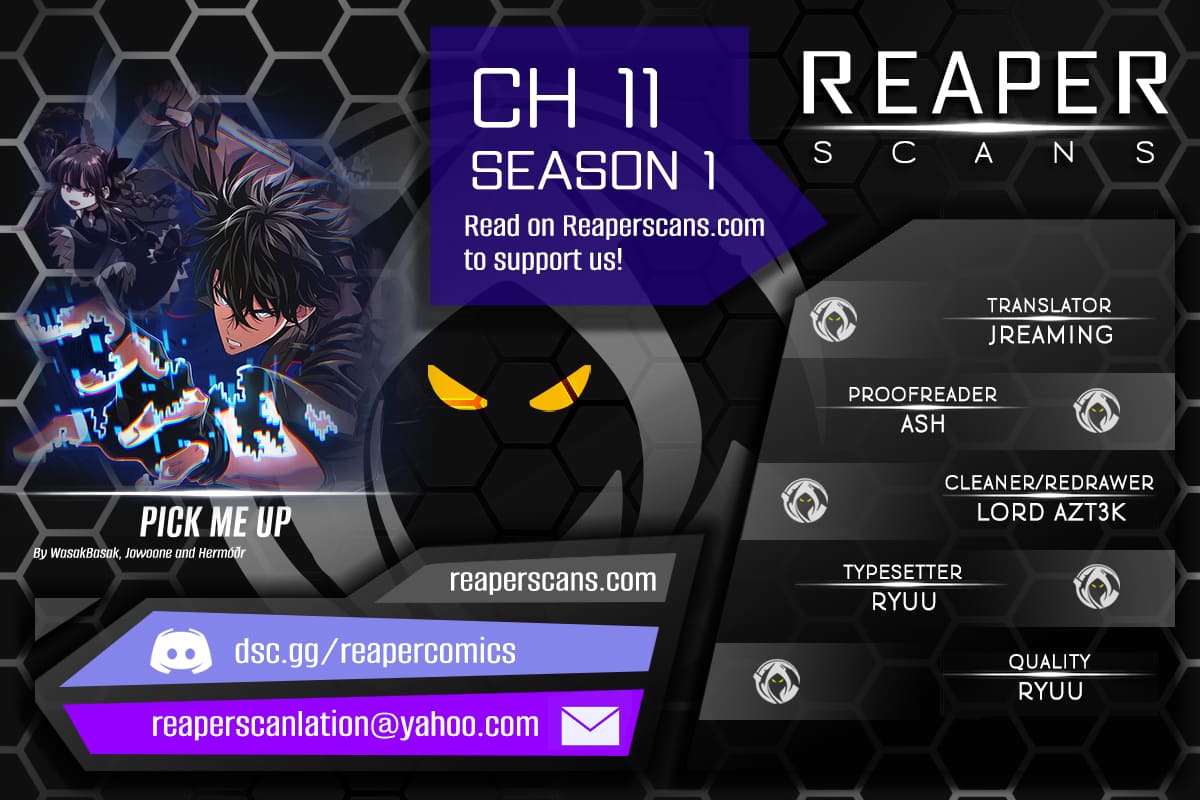 CH 11
SEASON 1
Read on Reaperscans.com
to support us!
REAPER
SCANS
TRANSLATOR
JREAMING
PROOFREADER
ASH
CLEANER/REDRAWER
LORD AZT3K
TYPESETTER
RYUU
QUALITY
RYUU
PICK ME UP
By WasakBasak, Jowoone and Hermóðr
reaperscans.com
dsc.gg/reapercomics
reaperscanlation@yahoo.com